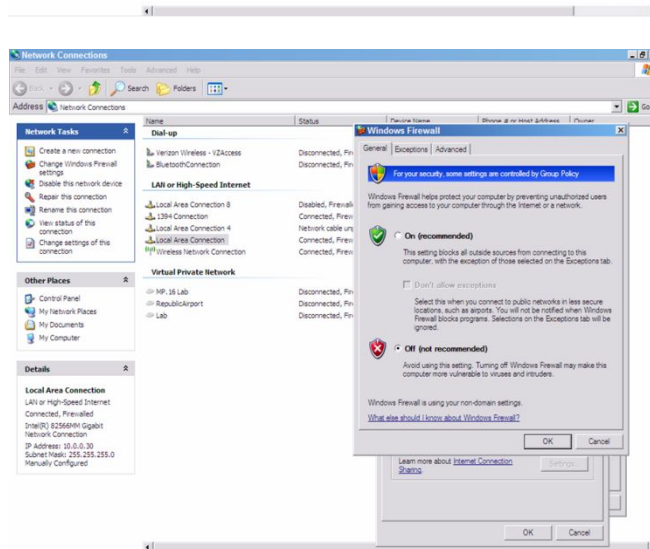 Network Connections
File Edit View Favorites Tools Advanced Help
Back Search Folders
Address Network Connections Go
Name Status Device Name Phone # or Host Address Owner
Network Tasks
Create a new connection
Change Windows Firewall settings
Disable this network device
Repair this connection
Rename this connection
View status of this connection
Change settings of this connection
Other Places
Control Panel
My Network Places
My Documents
My Computer
Details
Local Area Connection
LAN or High-Speed Internet
Connected, Firewalled
Intel(R) 82566MM Gigabit
Network Connection
IP Address: 10.0.0.30
Subnet Mask: 255.255.255.0
Manually Configured
Dial-up
Verizon Wireless - VZAccess Disconnected, Fire
BluetoothConnection Disconnected, Fire
LAN or High-Speed Internet
Local Area Connection 8 Disabled, Firewalle
1394 Connection Connected, Firew
Local Area Connection 4 Network cable unp
Local Area Connection Connected, Firew
Wireless Network Connection Connected, Firew
Virtual Private Network
MP, 16 Lab Disconnected, Fire
RepublicAirport Disconnected, Fire
Lab Disconnected, Fire
Windows Firewall
General Exceptions Advanced
For your security, some settings are controlled by Group Policy
Windows Firewall helps protect your computer by preventing unauthorized users
from gaining access to your computer through the Internet or a network.
On (recommended)
This setting blocks all outside sources from connecting to this
computer, with the exception of those selected on the Exceptions tab.
Don't allow exceptions
Select this when you connect to public networks in less secure
locations, such as airports. You will not be notified when Windows
Firewall blocks programs. Selections on the Exceptions tab will be
ignored.
Off (not recommended)
Avoid using this setting. Turning off Windows Firewall may make this
computer more vulnerable to viruses and intruders.
Windows Firewall is using your non-domain settings.
What else should I know about Windows Firewall?
OK Cancel
Learn more about Internet Connection
Sharing.
Settings...
OK Cancel